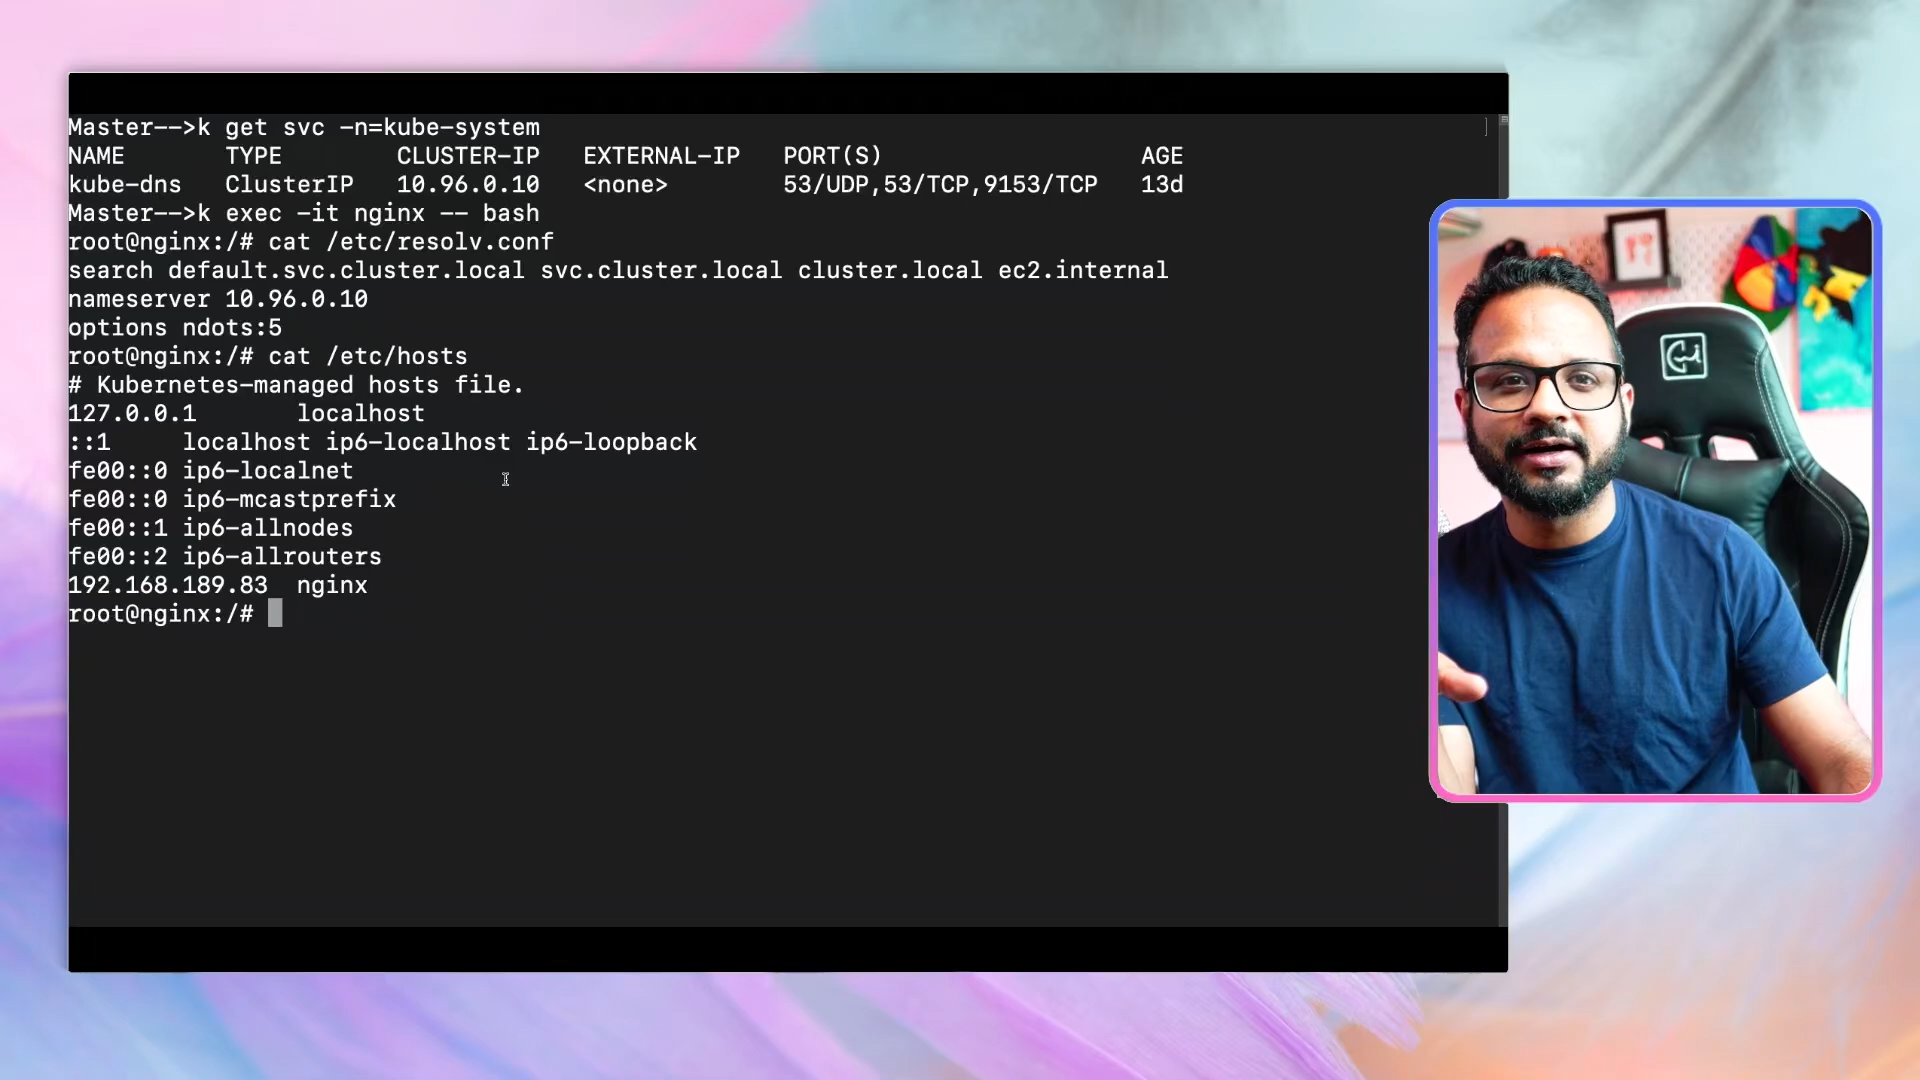 Master-->k get svc -n=kube-system
NAME       TYPE        CLUSTER-IP   EXTERNAL-IP   PORT(S)                  AGE
kube-dns   ClusterIP   10.96.0.10   <none>        53/UDP,53/TCP,9153/TCP   13d
Master-->k exec -it nginx -- bash
root@nginx:/# cat /etc/resolv.conf
search default.svc.cluster.local svc.cluster.local cluster.local ec2.internal
nameserver 10.96.0.10
options ndots:5
root@nginx:/# cat /etc/hosts
# Kubernetes-managed hosts file.
127.0.0.1       localhost
::1     localhost ip6-localhost ip6-loopback
fe00::0 ip6-localnet
fe00::0 ip6-mcastprefix
fe00::1 ip6-allnodes
fe00::2 ip6-allrouters
192.168.189.83  nginx
root@nginx:/#